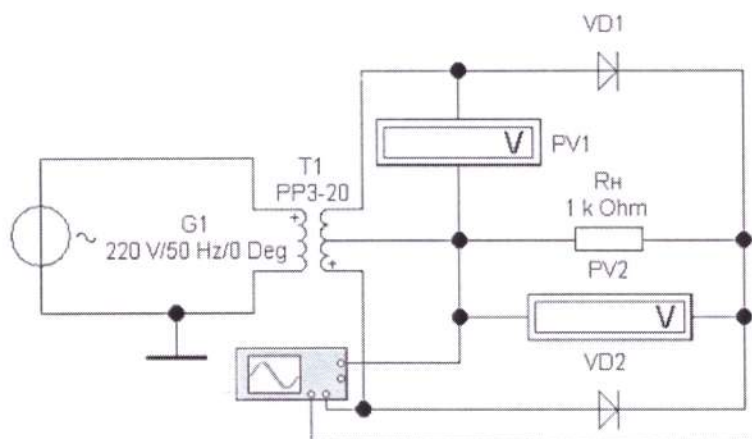 VD1
V
PV1
T1
PP3-20
RH
1 k Ohm
G1
220 V/50 Hz/0 Deg
PV2
V
VD2